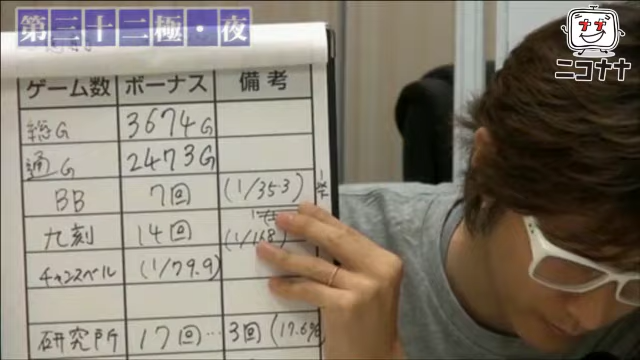 第三十二極・夜
ニコナナ
ゲーム数 ボーナス 備考
総G 3674G
通G 2473G
BB 7回 (1/353)
九刻 14回 (1/168)
チャンスベル (1/79.9)
研究所 17回…3回(17.6%